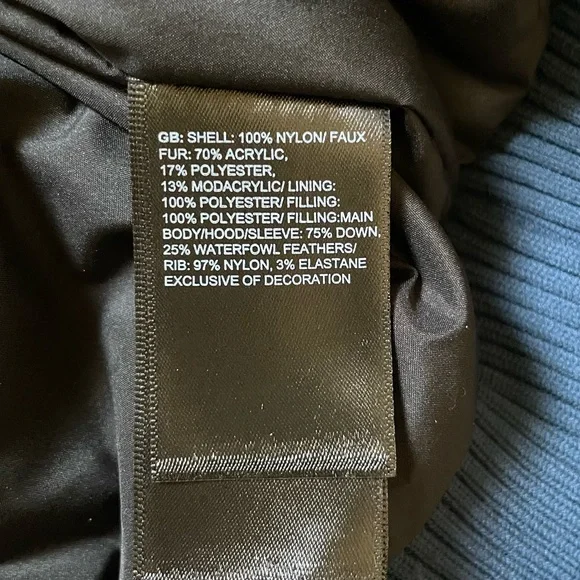 GB: SHELL: 100% NYLON/ FAUX
FUR: 70% ACRYLIC,
17% POLYESTER,
13% MODACRYLIC/ LINING:
100% POLYESTER/ FILLING:
100% POLYESTER/ FILLING:MAIN
BODY/HOOD/SLEEVE: 75% DOWN,
25% WATERFOWL FEATHERS/
RIB: 97% NYLON, 3% ELASTANE
EXCLUSIVE OF DECORATION